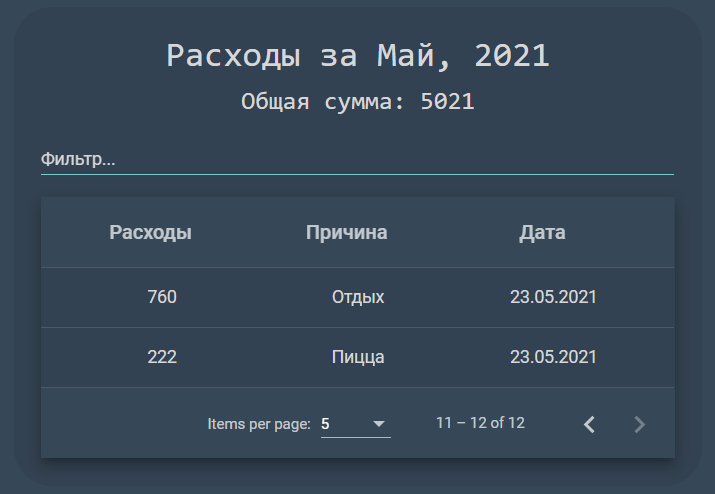 Расходы за Май, 2021
Общая сумма: 5021
Фильтр...
Расходы Причина Дата
760 Отдых 23.05.2021
222 Пицца 23.05.2021
Items per page: 5 11 – 12 of 12